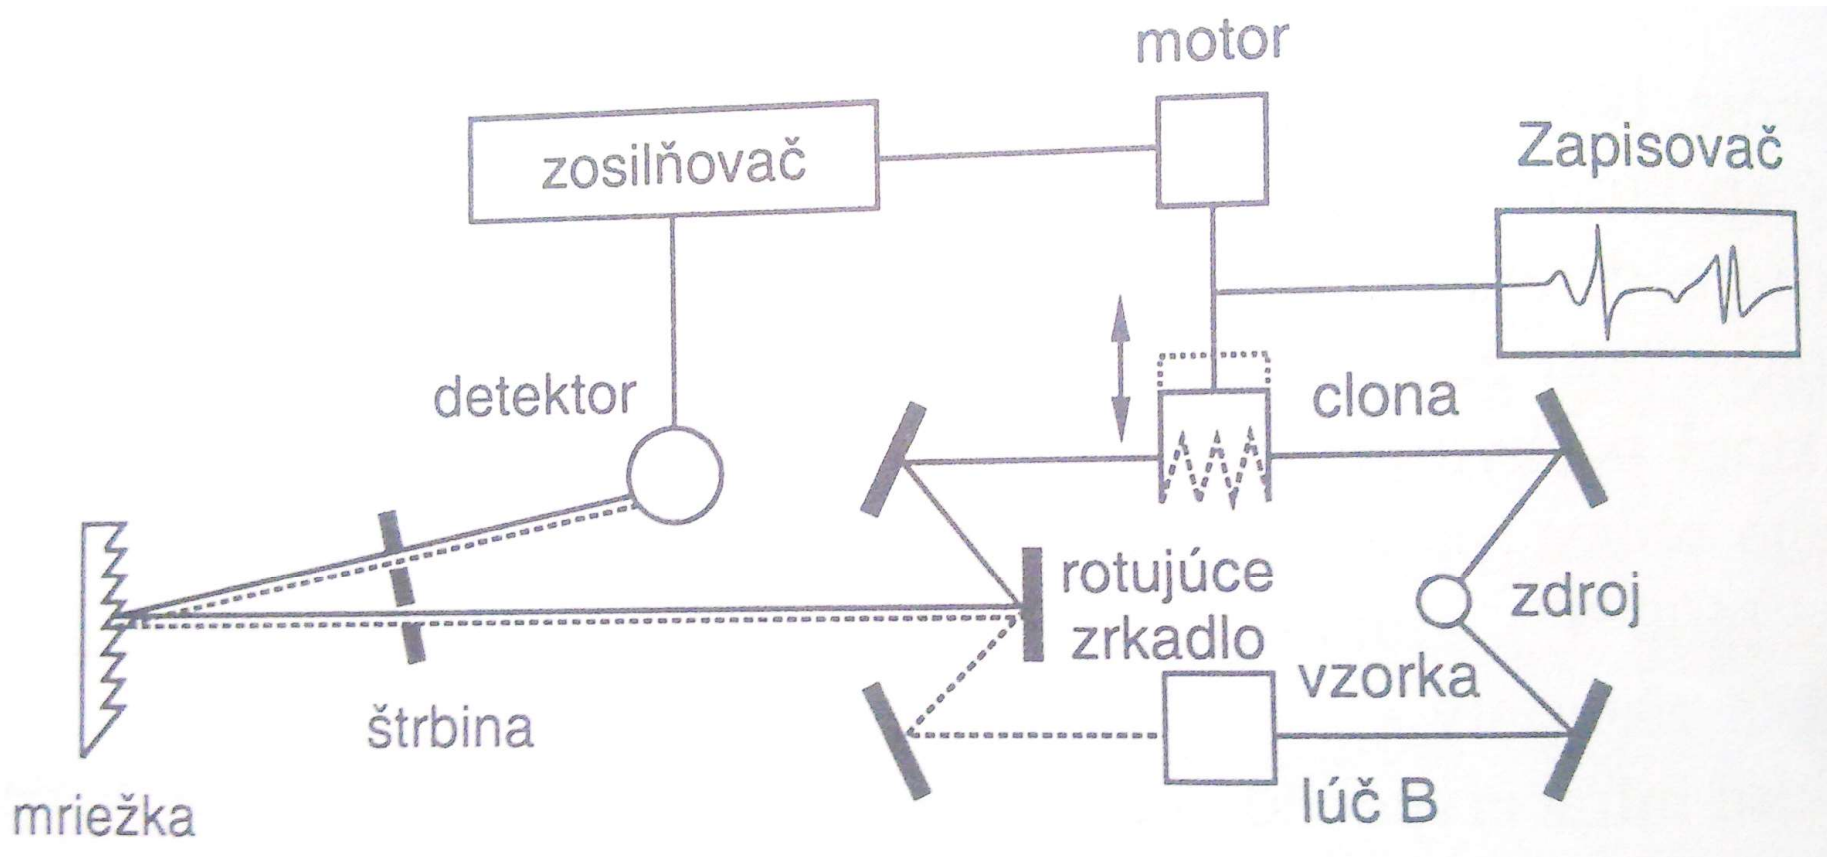 motor
zosilňovač
Zapisovač
detektor
clona
rotujúce
zrkadlo
zdroj
vzorka
štrbina
lúč B
mriežka